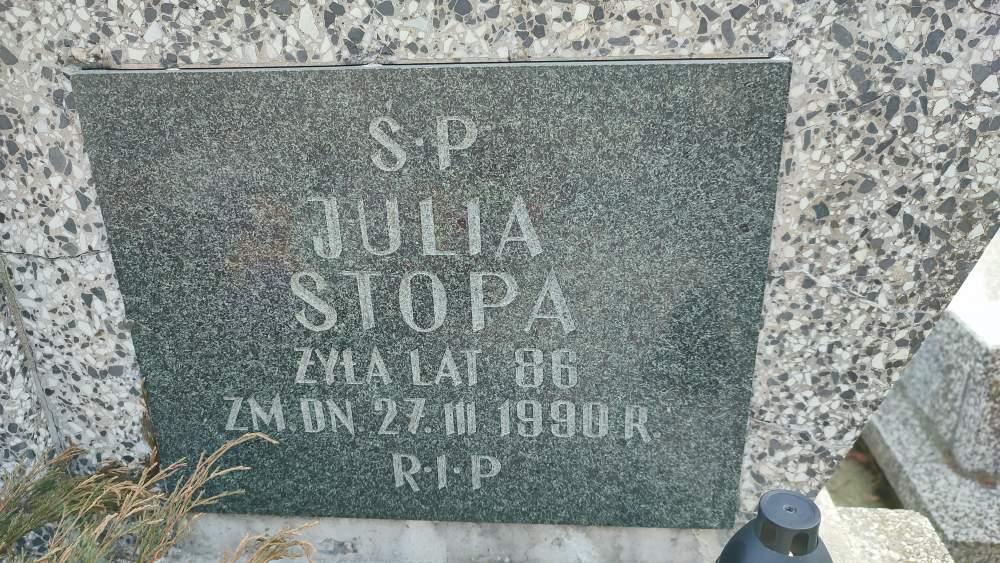 Ś·P
JULIA
STOPA
ŻYŁA LAT 86
ZM. DN. 27. III 1990 R.
R·I·P